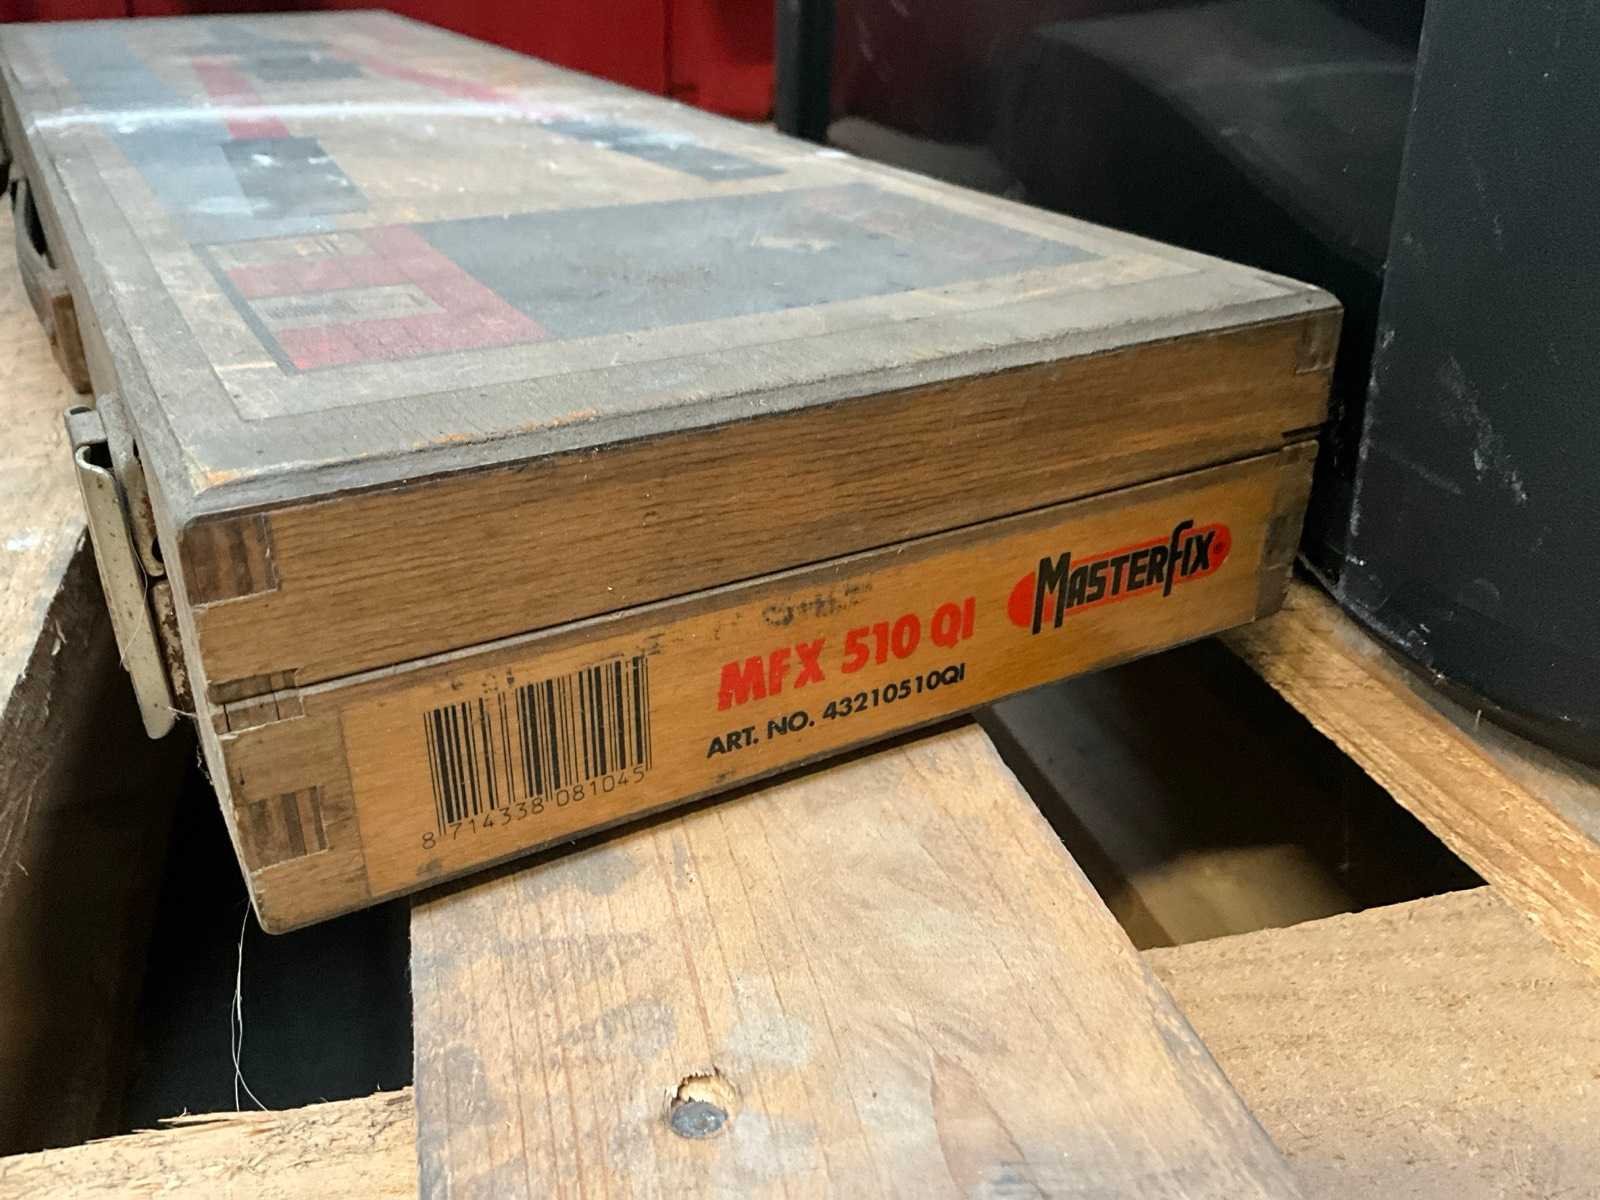 MASTERFIX®
MFX 510 QI
ART. NO. 43210510QI
8 714338 081045